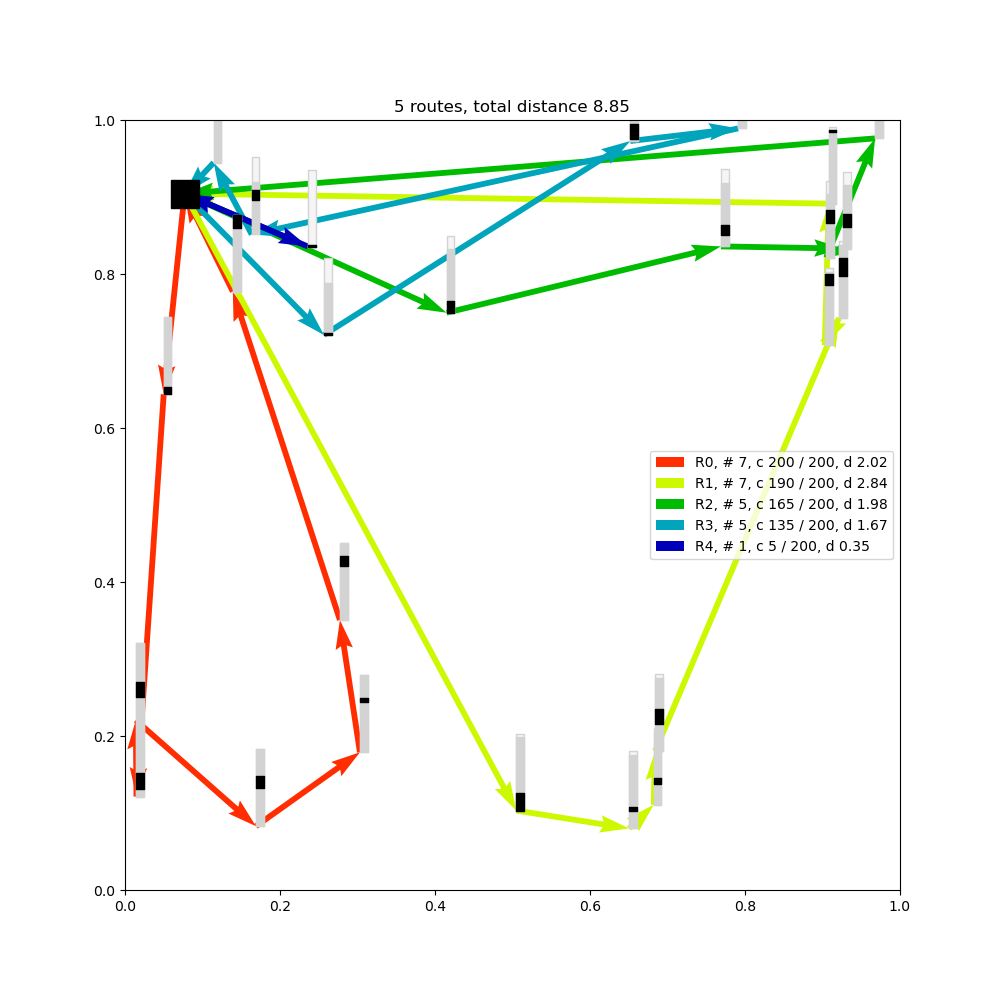 5 routes, total distance 8.85
1.0
0.8
0.6
0.4
0.2
0.0
R0, # 7, c 200 / 200, d 2.02
R1, # 7, c 190 / 200, d 2.84
R2, # 5, c 165 / 200, d 1.98
R3, # 5, c 135 / 200, d 1.67
R4, # 1, c 5 / 200, d 0.35
0.0 0.2 0.4 0.6 0.8 1.0